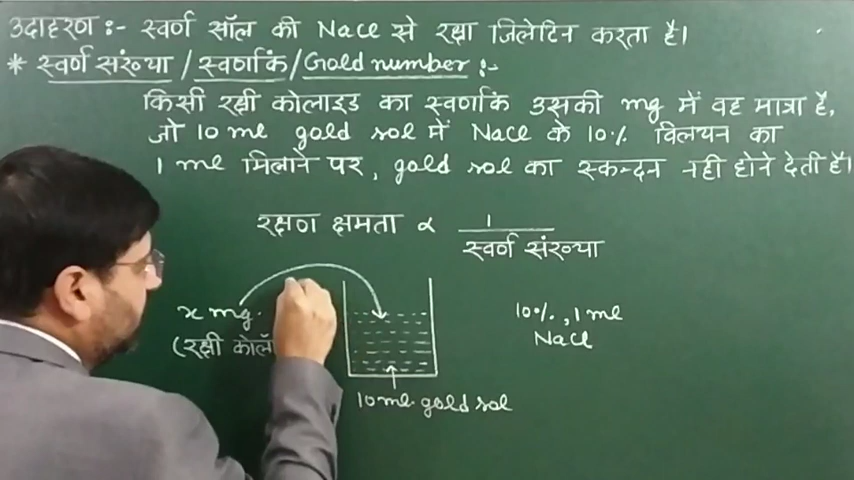 उदाहरण :- स्वर्ण सॉल की NaCl से रक्षा जिलेटिन करता है।
* स्वर्ण संख्या / स्वर्णांक / Gold number :-
किसी रक्षी कोलाइड का स्वर्णांक उसकी mg में वह मात्रा है,
जो 10 ml gold sol में NaCl के 10% विलयन का
1 ml मिलाने पर, gold sol का स्कन्दन नही होने देती है।
रक्षण क्षमता ∝ 1
स्वर्ण संख्या
x mg.
10%, 1 ml
(रक्षी
NaCl
10ml. gold sol